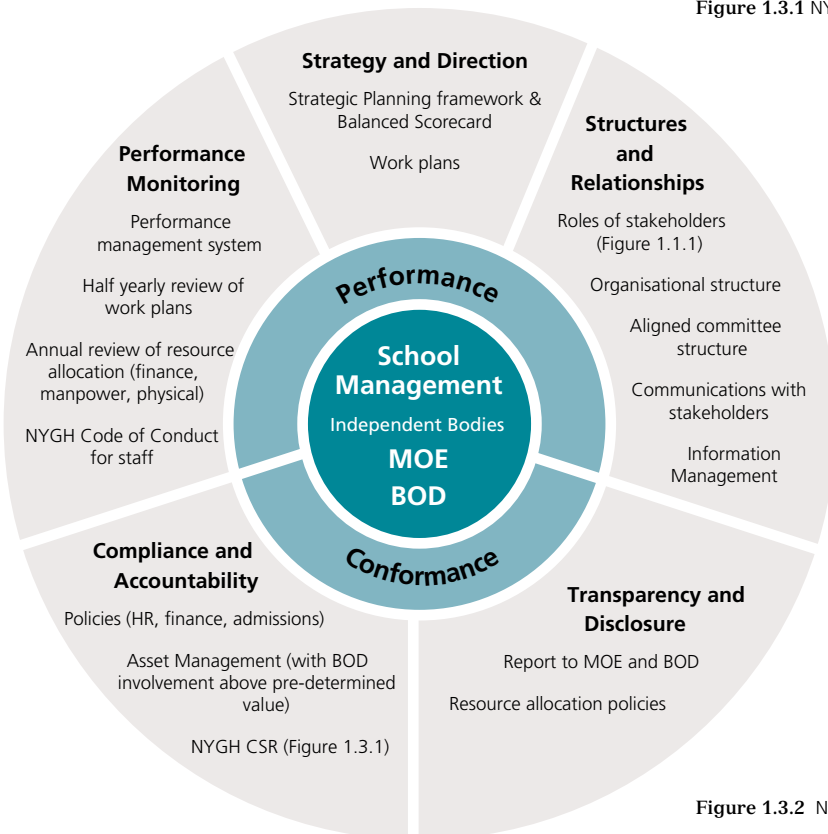 Figure 1.3.1 NY
Strategy and Direction
Strategic Planning framework &
Balanced Scorecard
Work plans
Structures
and
Relationships
Roles of stakeholders
(Figure 1.1.1)
Organisational structure
Aligned committee
structure
Communications with
stakeholders
Information
Management
Performance
Monitoring
Performance
management system
Half yearly review of
work plans
Annual review of resource
allocation (finance,
manpower, physical)
NYGH Code of Conduct
for staff
Performance
School
Management
Independent Bodies
MOE
BOD
Conformance
Compliance and
Accountability
Policies (HR, finance, admissions)
Asset Management (with BOD
involvement above pre-determined
value)
NYGH CSR (Figure 1.3.1)
Transparency and
Disclosure
Report to MOE and BOD
Resource allocation policies
Figure 1.3.2 N